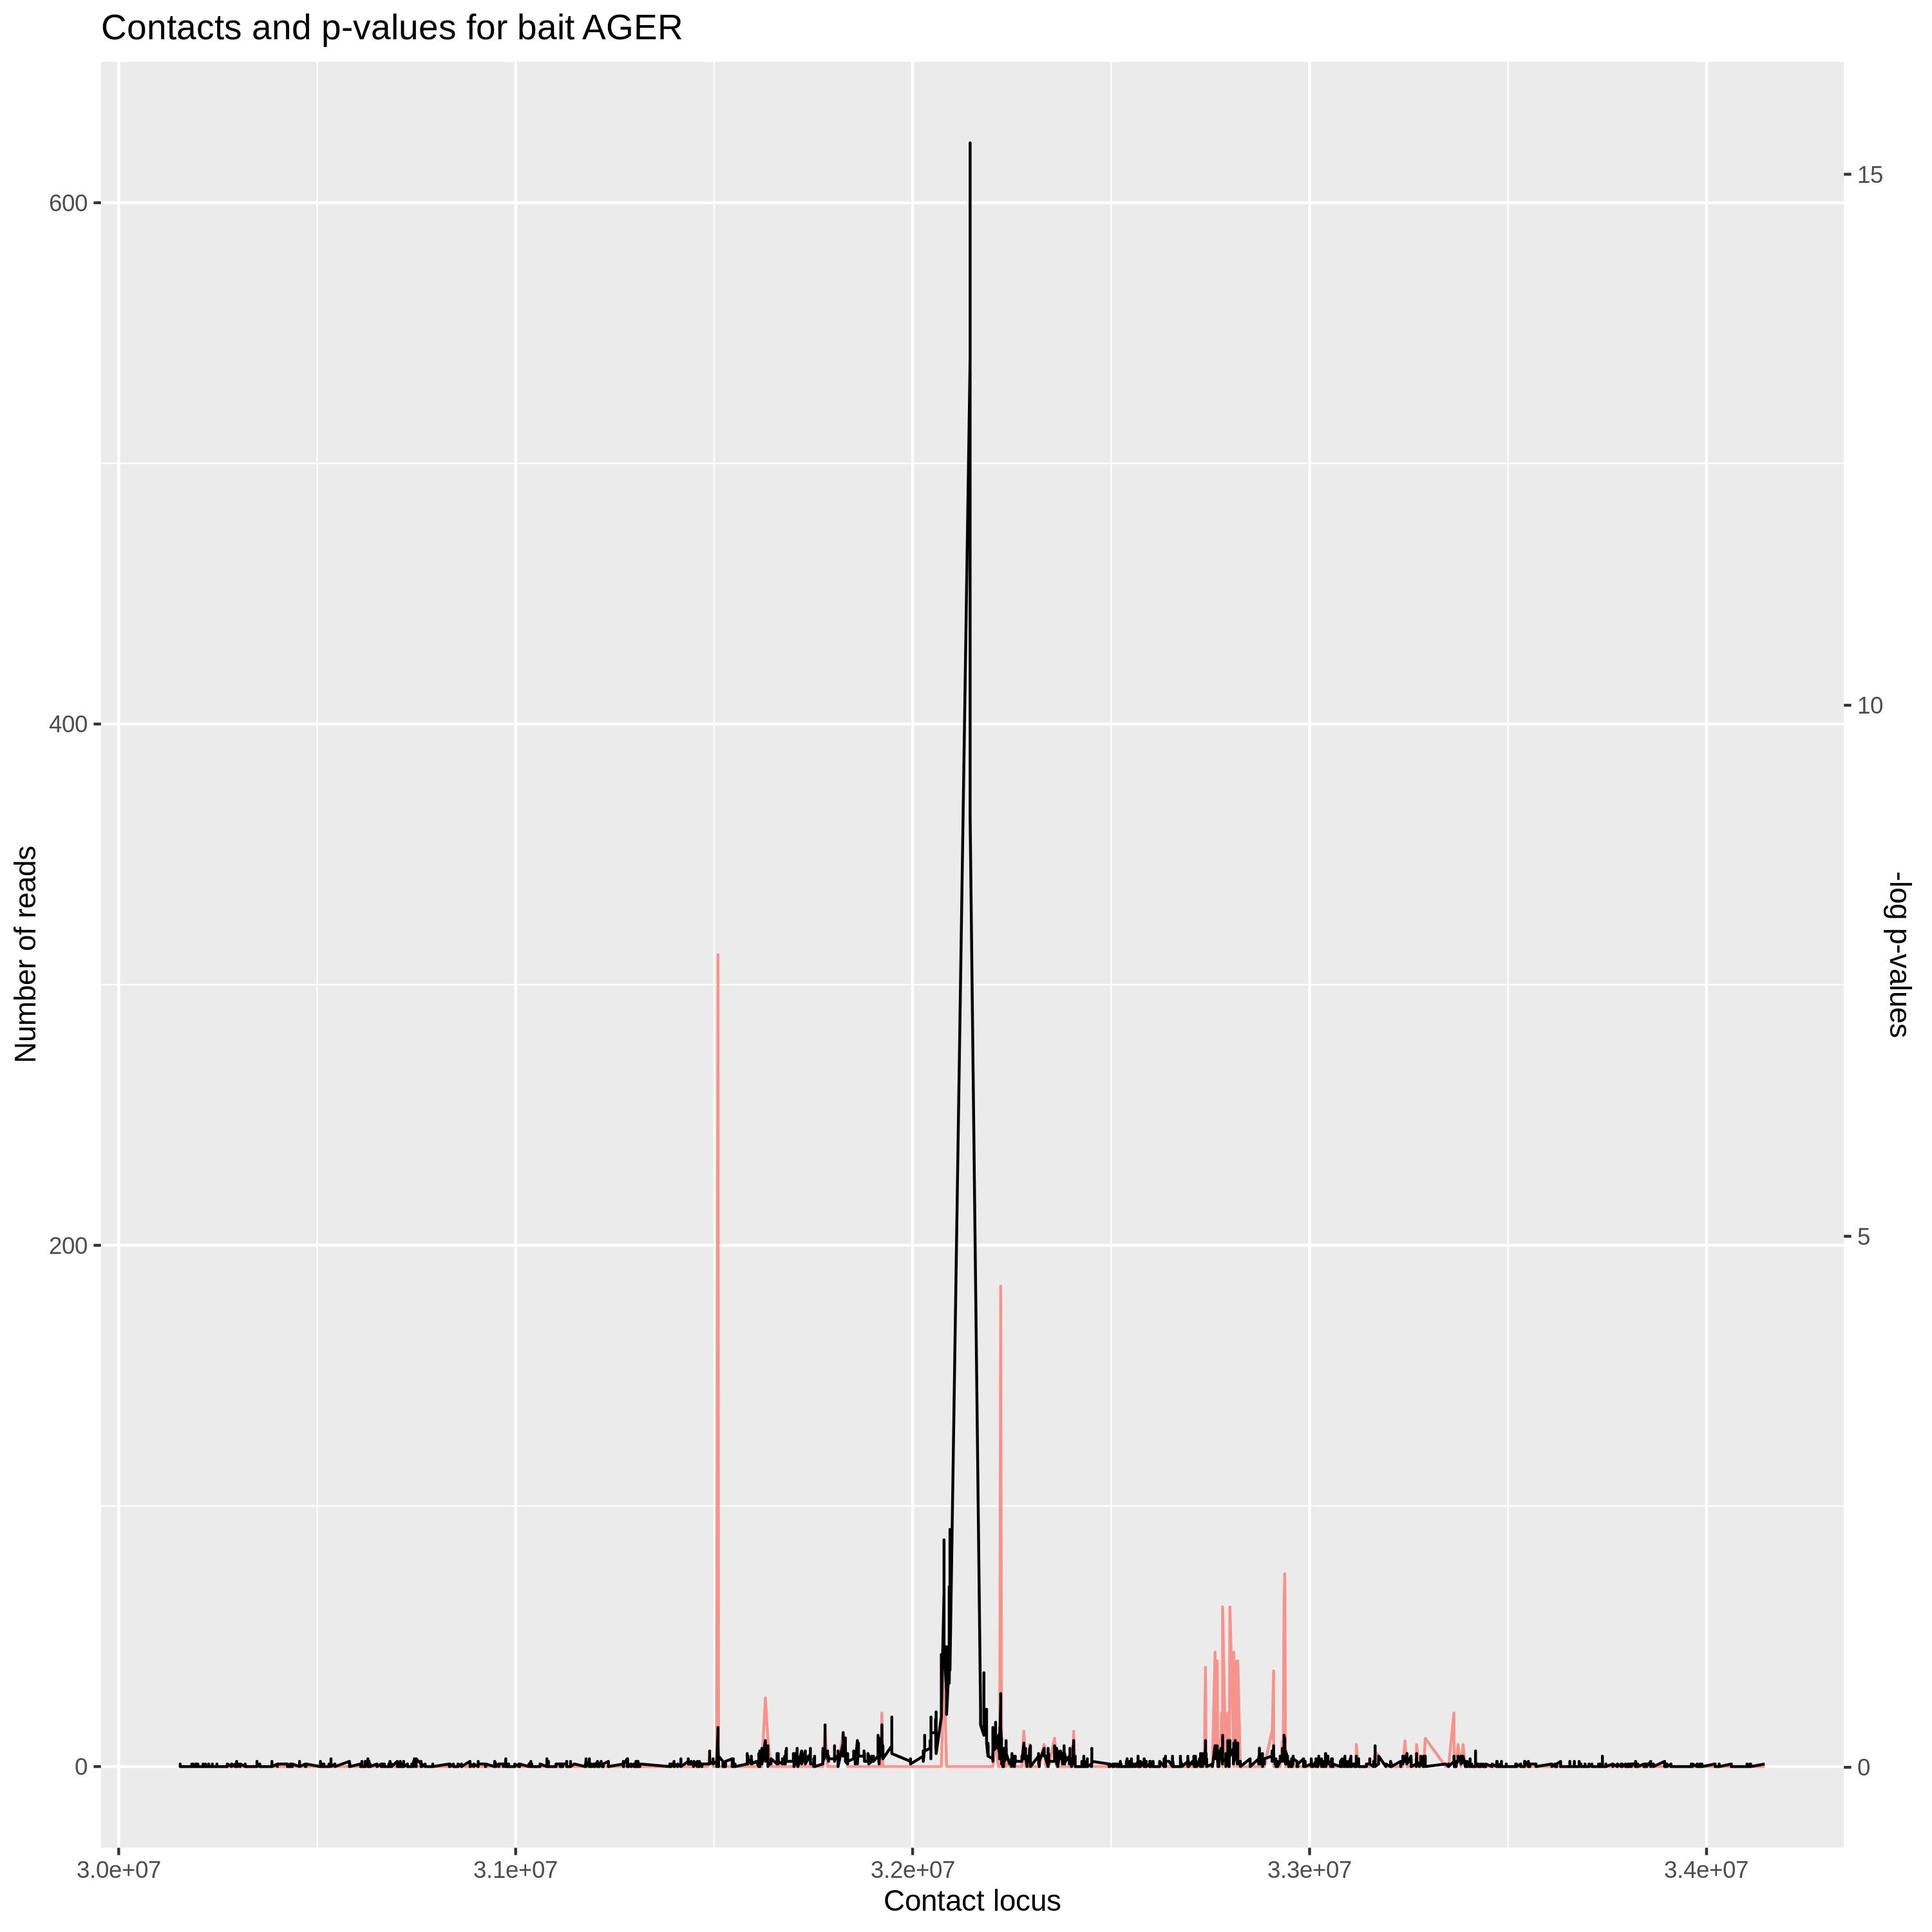 Contacts and p-values for bait AGER
600
400
200
0
15
10
5
0
Number of reads
-log p-values
3.0e+07
3.1e+07
3.2e+07
3.3e+07
3.4e+07
Contact locus